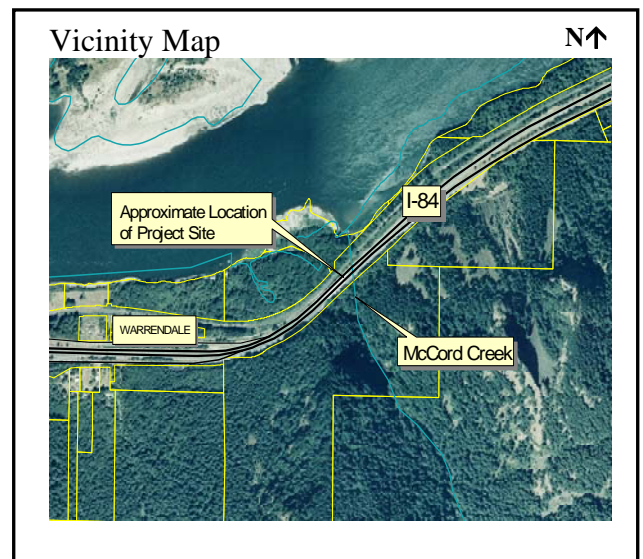 Vicinity Map
N↑
I-84
Approximate Location
of Project Site
WARRENDALE
McCord Creek